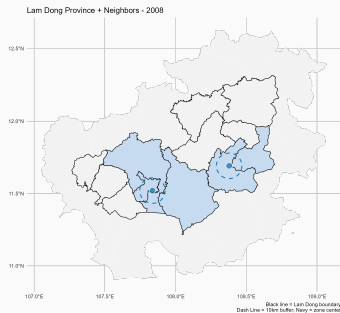 Lam Dong Province + Neighbors - 2008
12.5°N
12.0°N
11.5°N
11.0°N
107.0°E 107.5°E 108.0°E 108.5°E 109.0°E
Black line = Lam Dong boundary
Dash Line = 10km buffer. Navy = zone center